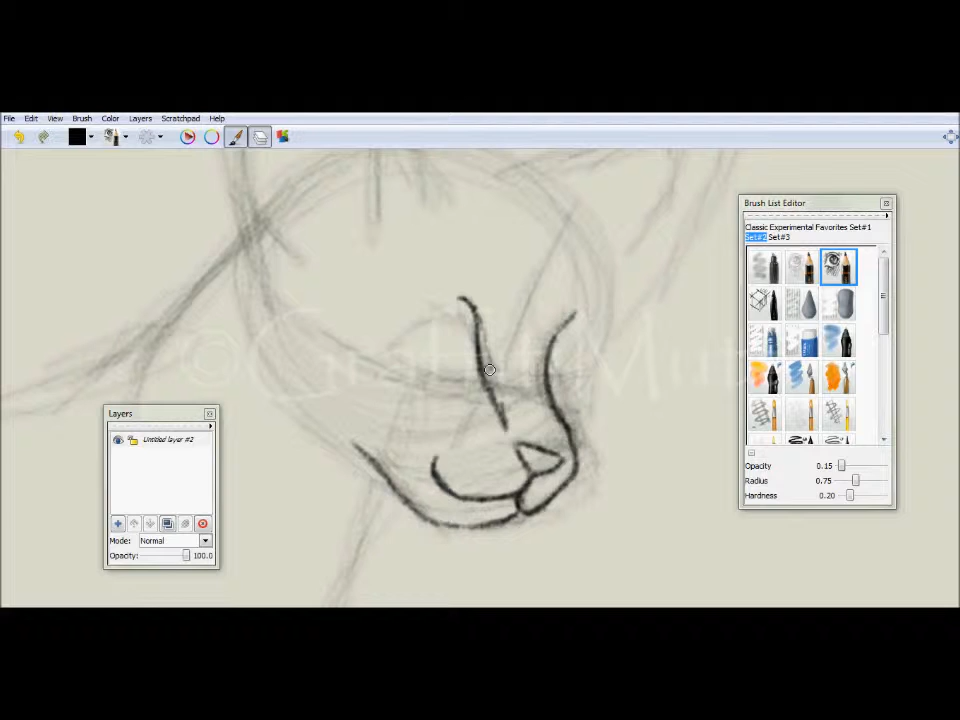 File Edit View Brush Color Layers Scratchpad Help
Brush List Editor
Classic Experimental Favorites Set#1
Set#2 Set#3
Layers
Untitled layer #2
Mode: Normal
Opacity: 100.0
Opacity 0.15
Radius 0.75
Hardness 0.20